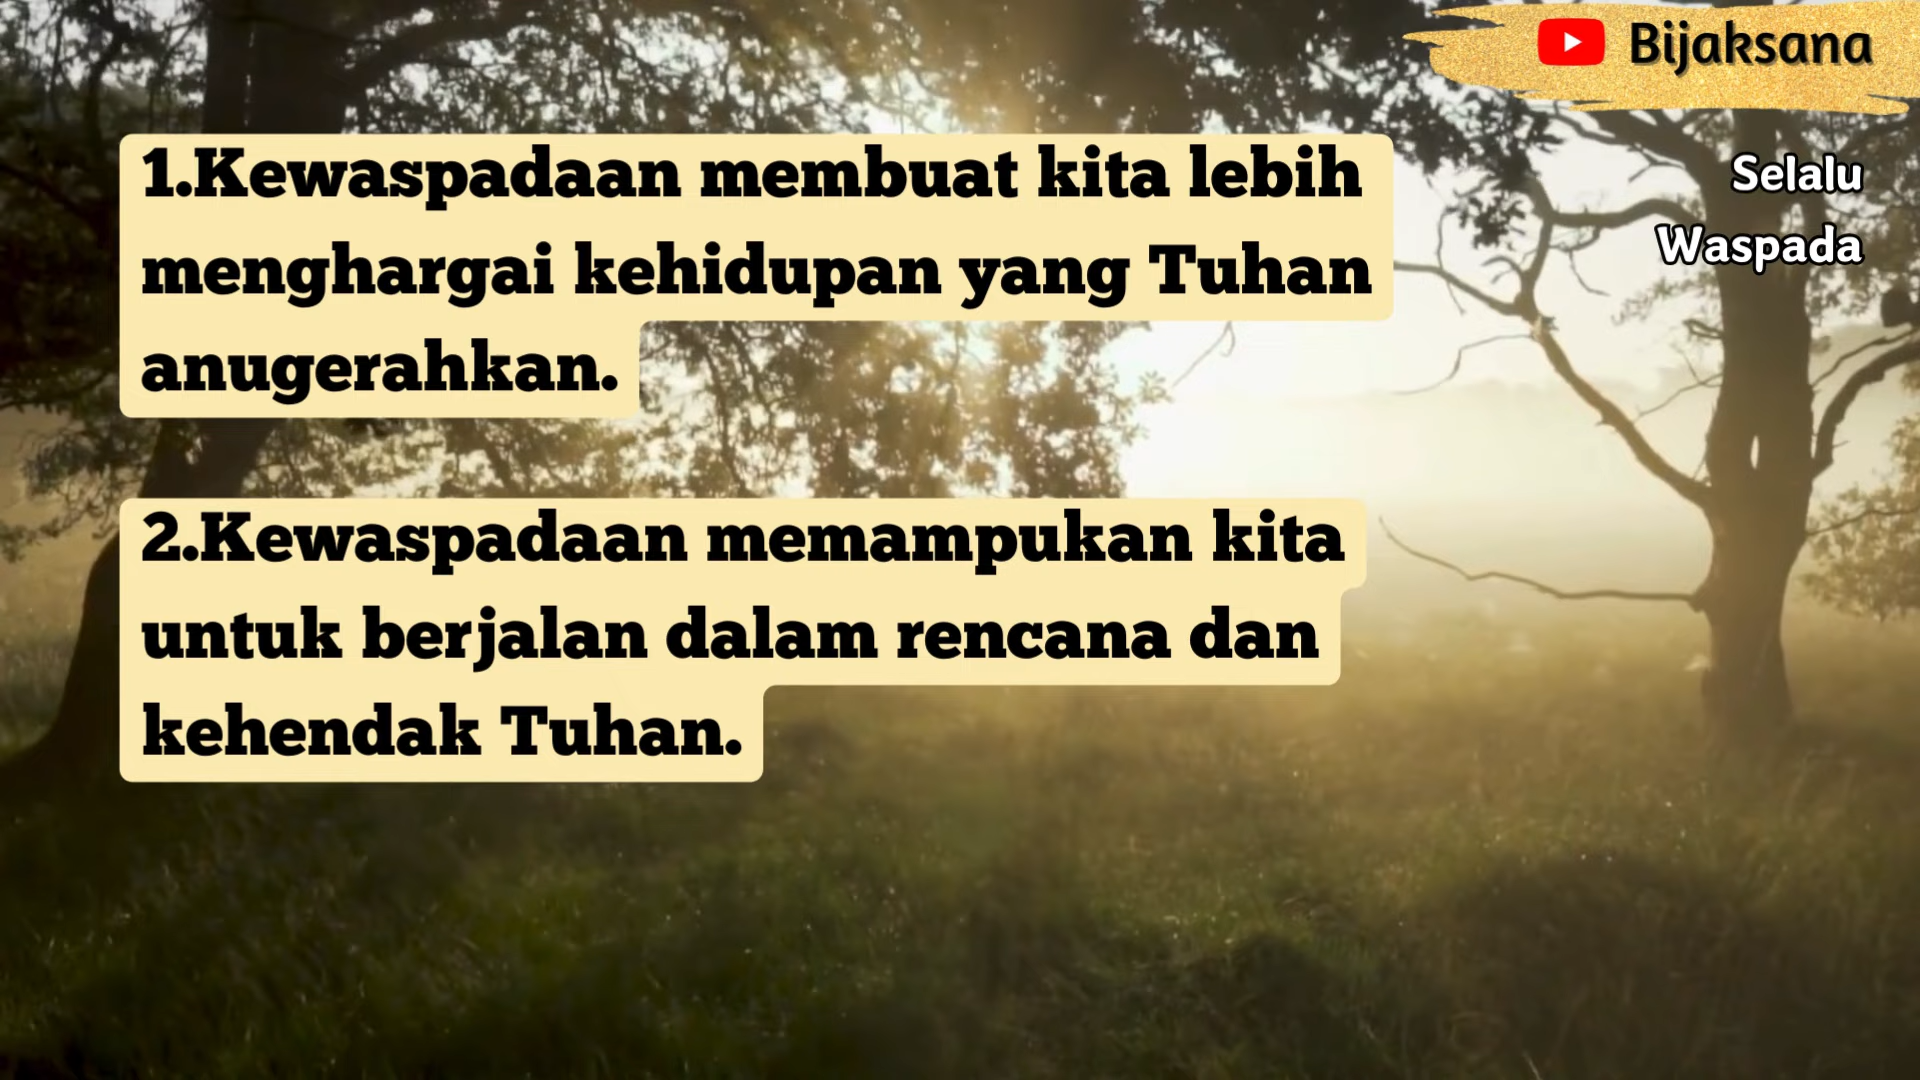 Bijaksana
Selalu
Waspada
1.Kewaspadaan membuat kita lebih
menghargai kehidupan yang Tuhan
anugerahkan.
2.Kewaspadaan memampukan kita
untuk berjalan dalam rencana dan
kehendak Tuhan.